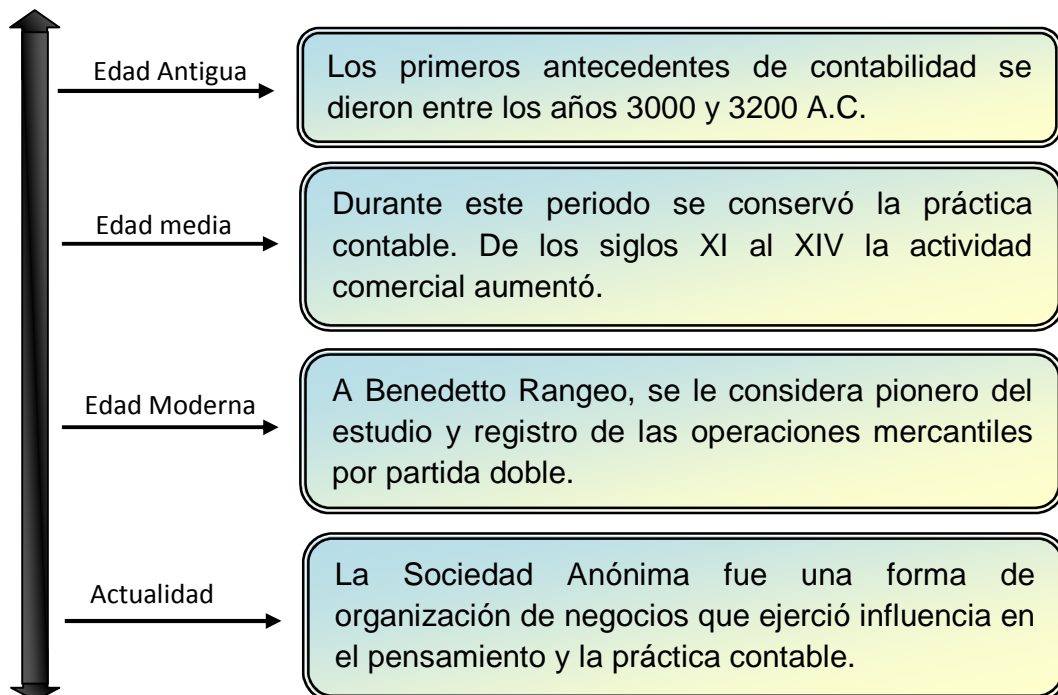 Edad Antigua
Los primeros antecedentes de contabilidad se
dieron entre los años 3000 y 3200 A.C.
Edad media
Durante este periodo se conservó la práctica
contable. De los siglos XI al XIV la actividad
comercial aumentó.
Edad Moderna
A Benedetto Rangeo, se le considera pionero del
estudio y registro de las operaciones mercantiles
por partida doble.
Actualidad
La Sociedad Anónima fue una forma de
organización de negocios que ejerció influencia en
el pensamiento y la práctica contable.